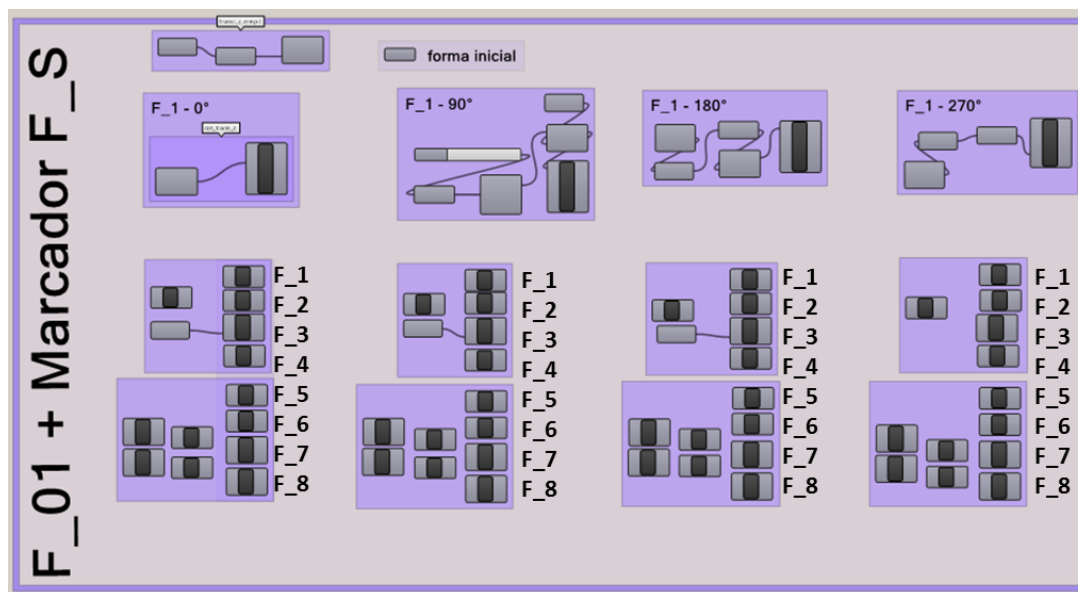 F_01 + Marcador F_S
forma inicial
F_1 - 0°
F_1 - 90°
F_1 - 180°
F_1 - 270°
F_1
F_2
F_3
F_4
F_5
F_6
F_7
F_8
F_1
F_2
F_3
F_4
F_5
F_6
F_7
F_8
F_1
F_2
F_3
F_4
F_5
F_6
F_7
F_8
F_1
F_2
F_3
F_4
F_5
F_6
F_7
F_8